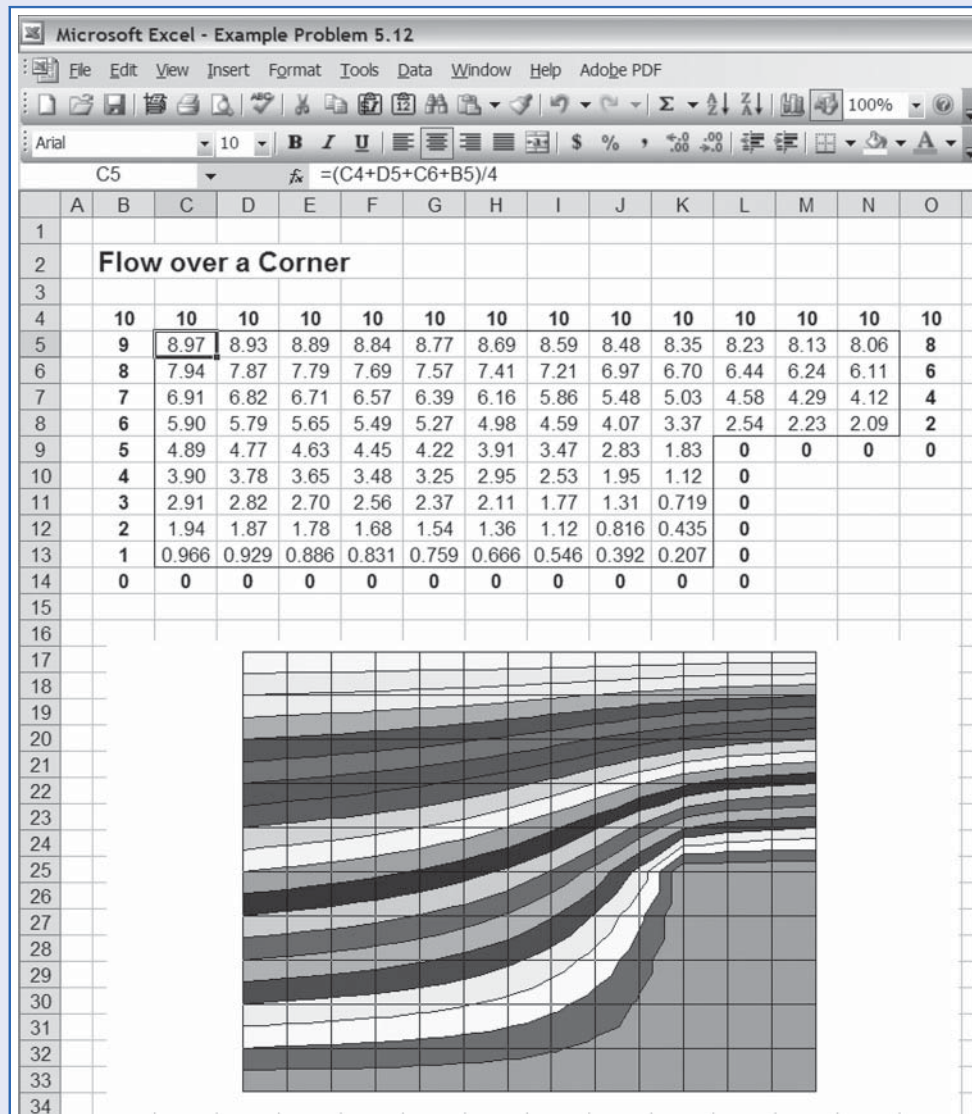 Microsoft Excel - Example Problem 5.12
File Edit View Insert Format Tools Data Window Help Adobe PDF
Σ 100%
Arial 10 B I U $ % ,
C5 fx =(C4+D5+C6+B5)/4
A B C D E F G H I J K L M N O
1
2 Flow over a Corner
3
4 10 10 10 10 10 10 10 10 10 10 10 10 10 10
5 9 8.97 8.93 8.89 8.84 8.77 8.69 8.59 8.48 8.35 8.23 8.13 8.06 8
6 8 7.94 7.87 7.79 7.69 7.57 7.41 7.21 6.97 6.70 6.44 6.24 6.11 6
7 7 6.91 6.82 6.71 6.57 6.39 6.16 5.86 5.48 5.03 4.58 4.29 4.12 4
8 6 5.90 5.79 5.65 5.49 5.27 4.98 4.59 4.07 3.37 2.54 2.23 2.09 2
9 5 4.89 4.77 4.63 4.45 4.22 3.91 3.47 2.83 1.83 0 0 0 0
10 4 3.90 3.78 3.65 3.48 3.25 2.95 2.53 1.95 1.12 0
11 3 2.91 2.82 2.70 2.56 2.37 2.11 1.77 1.31 0.719 0
12 2 1.94 1.87 1.78 1.68 1.54 1.36 1.12 0.816 0.435 0
13 1 0.966 0.929 0.886 0.831 0.759 0.666 0.546 0.392 0.207 0
14 0 0 0 0 0 0 0 0 0 0 0
15
16
17
18
19
20
21
22
23
24
25
26
27
28
29
30
31
32
33
34